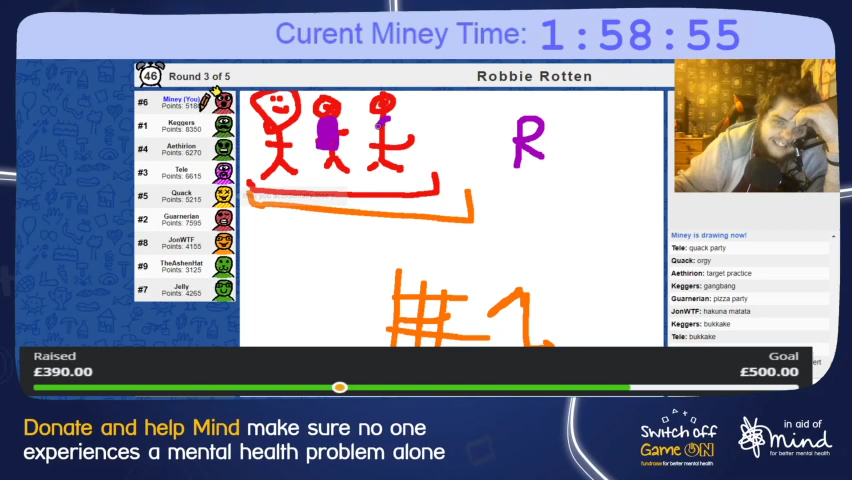 Curent Miney Time: 1:58:55
46
Round 3 of 5
Robbie Rotten
#6
Miney (You)
Points: 5185
#1
Keggers
Points: 8350
#4
Aethirion
Points: 6270
#3
Tele
Points: 6615
#5
Quack
Points: 5215
#2
Guarnerian
Points: 7595
#8
JonWTF
Points: 4155
#9
TheAshenHat
Points: 3125
#7
Jelly
Points: 4265
R
#1
Miney is drawing now!
Tele: quack party
Quack: orgy
Aethirion: target practice
Keggers: gangbang
Guarnerian: pizza party
JonWTF: hakuna matata
Keggers: bukkake
Tele: bukkake
Raised
£390.00
Goal
£500.00
Donate and help Mind make sure no one
experiences a mental health problem alone
Switch off
Game ON
fundraise for better mental health
in aid of
mind
for better mental health